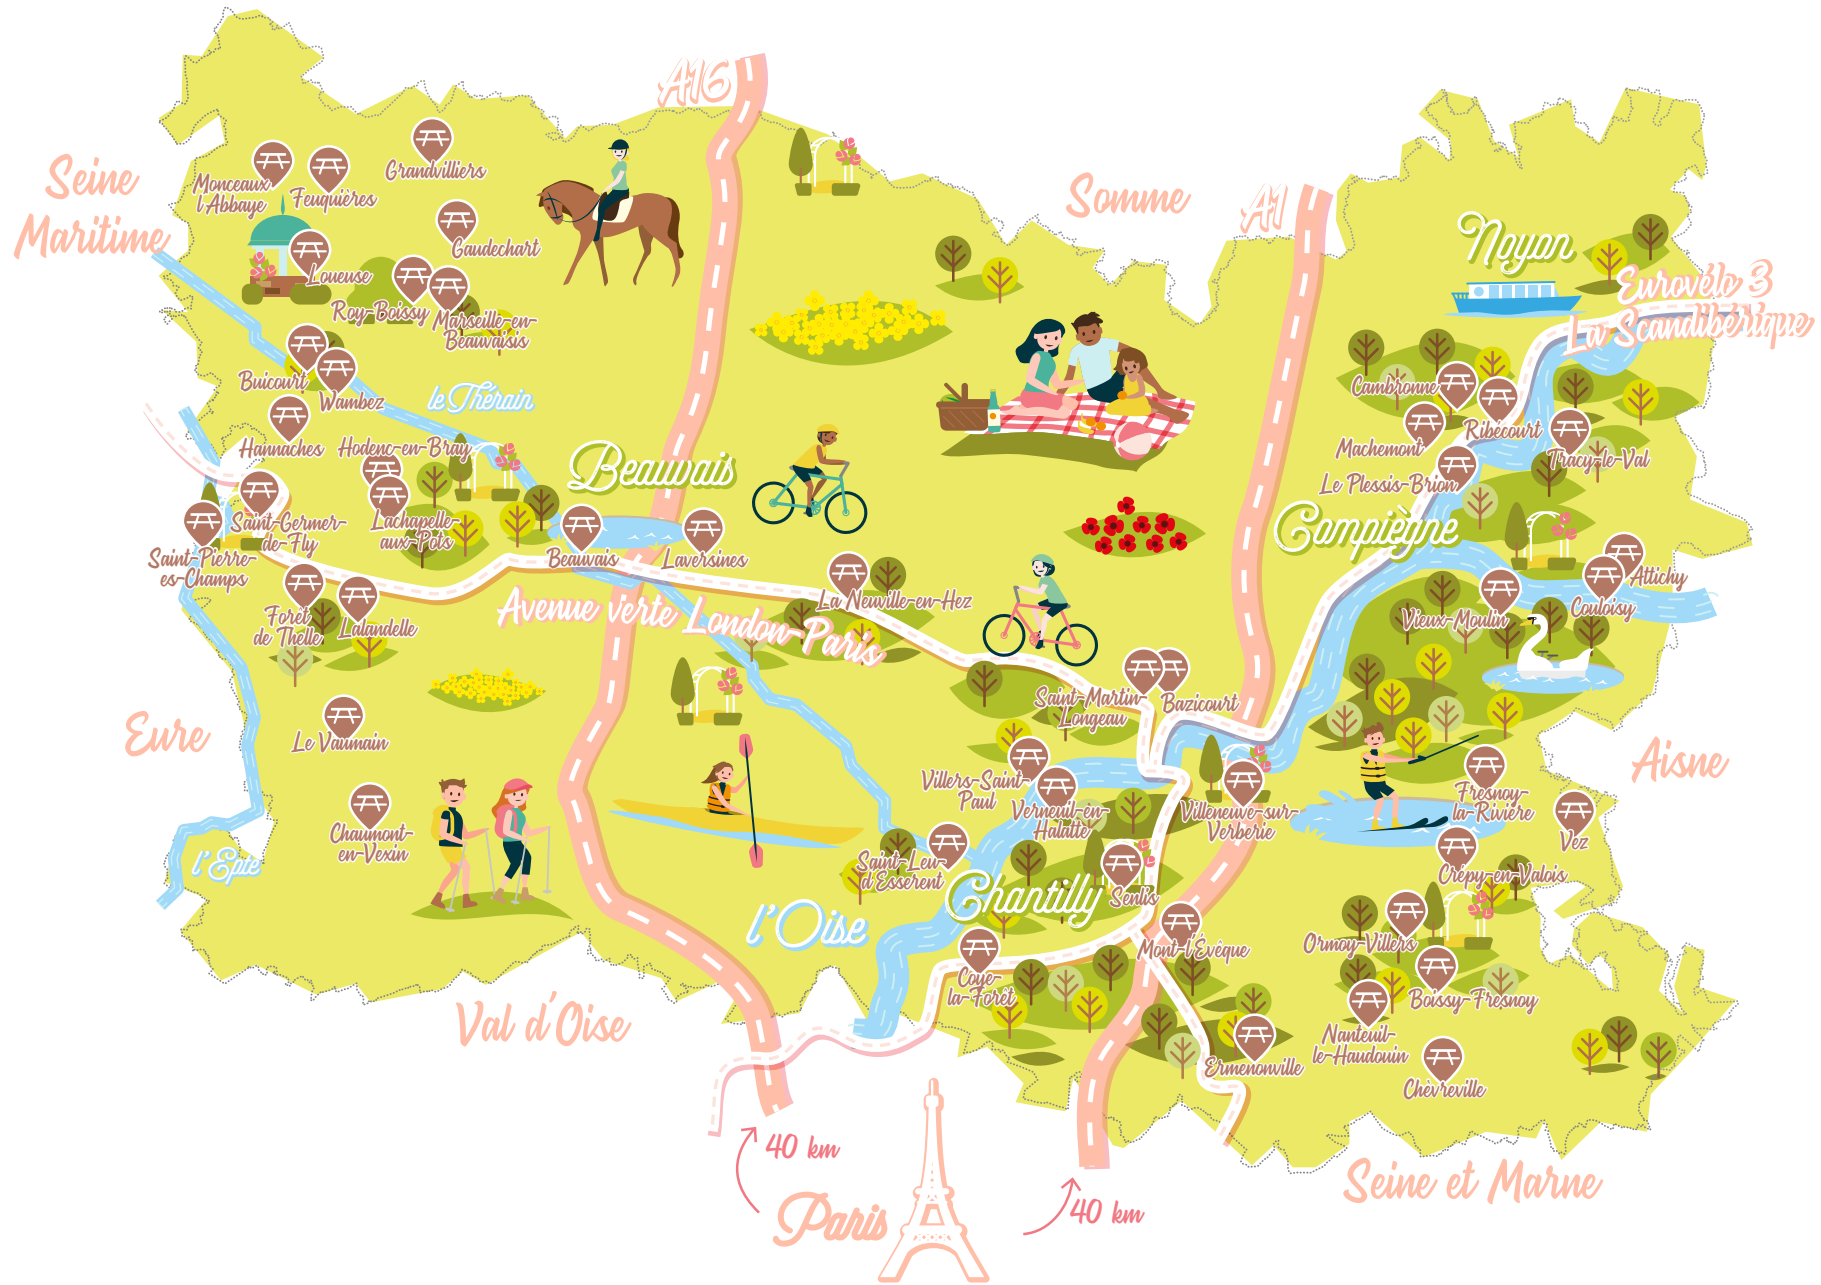 A16
Seine
Maritime
Somme
A1
Grandvilliers
Monceaux
l'Abbaye
Feuquières
Gaudechart
Loueuse
Roy-Boissy
Marseille-en-
Beauvaisis
Noyon
Eurovélo 3
La Scandibérique
Buicourt
Wambez
le Thérain
Hannaches
Hodenc-en-Bray
Beauvais
Cambronne
Ribécourt
Machemont
Tracy-le-Val
Le Plessis-Brion
Saint-Germer-
de-Fly
Lachapelle-
aux-Pots
Saint-Pierre-
es-Champs
Beauvais
Laversines
Compiègne
Attichy
Couloisy
Vieux-Moulin
La Neuville-en-Hez
Avenue verte London-Paris
Forêt
de Thelle
Lalandelle
Saint-Martin-
Longeau
Bazicourt
Eure
Le Vaumain
Aisne
Villers-Saint-
Paul
Verneuil-en-
Halatte
Villeneuve-sur-
Verberie
Fresnoy-
la-Rivière
Vez
Chaumont-
en-Vexin
l'Epte
Saint-Leu-
d'Esserent
Chantilly
Senlis
Crépy-en-Valois
l'Oise
Mont-l'Évêque
Ormoy-Villers
Coye-
la-Forêt
Boissy-Fresnoy
Nanteuil-
le-Haudouin
Val d'Oise
Ermenonville
Chèvreville
40 km
Paris
40 km
Seine et Marne